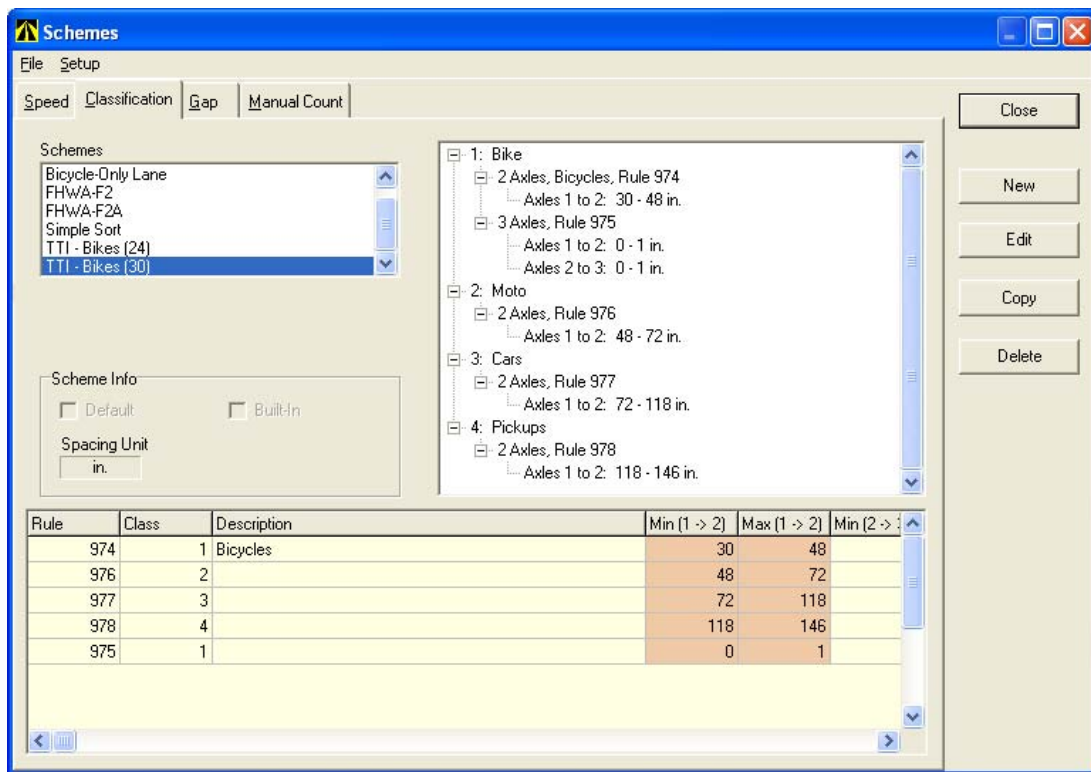 Schemes
File Setup
Speed Classification Gap Manual Count
Close
New
Edit
Copy
Delete
Schemes
Bicycle-Only Lane
FHWA-F2
FHWA-F2A
Simple Sort
TTI - Bikes (24)
TTI - Bikes (30)
Scheme Info
Default Built-In
Spacing Unit
in.
1: Bike
2 Axles, Bicycles, Rule 974
Axles 1 to 2: 30 - 48 in.
3 Axles, Rule 975
Axles 1 to 2: 0 - 1 in.
Axles 2 to 3: 0 - 1 in.
2: Moto
2 Axles, Rule 976
Axles 1 to 2: 48 - 72 in.
3: Cars
2 Axles, Rule 977
Axles 1 to 2: 72 - 118 in.
4: Pickups
2 Axles, Rule 978
Axles 1 to 2: 118 - 146 in.
Rule Class Description Min (1 -> 2) Max (1 -> 2) Min (2 ->
974 1 Bicycles 30 48
976 2 48 72
977 3 72 118
978 4 118 146
975 1 0 1